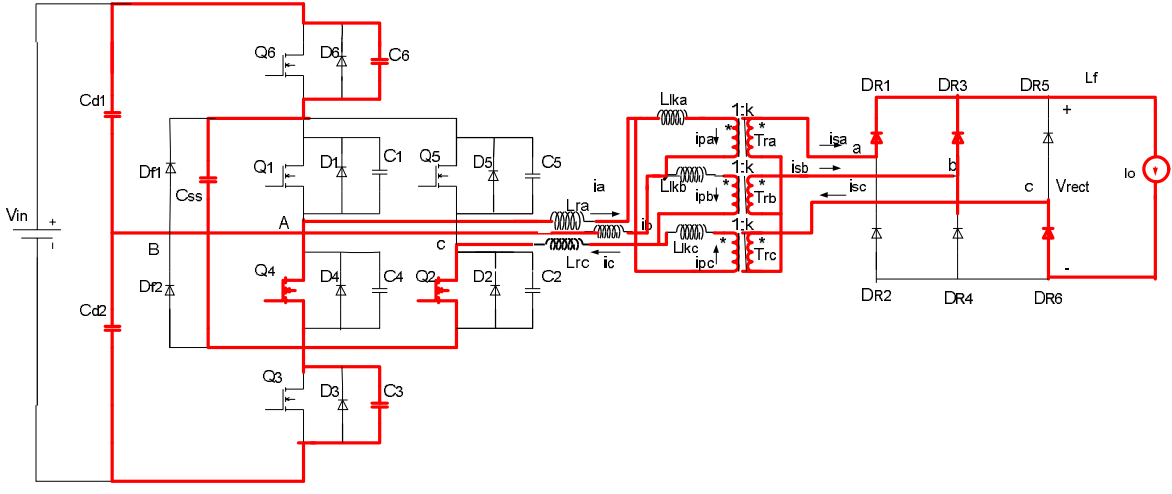 Q6
D6
C6
Cd1
Llka
1:k
DR1
DR3
DR5
Lf
+
Df1
Q1
D1
C1
Q5
D5
C5
ipa
*
*
Tra
isa
a
Css
ia
Lra
Llkb
1:k
*
*
isb
b
isc
Io
Vin
+
-
A
B
ib
ipb
Trb
c
Vrect
c
Lrc
ic
Llkc
1:k
*
*
ipc
Trc
Q4
D4
C4
Q2
D2
C2
Df2
Cd2
-
DR2
DR4
DR6
Q3
D3
C3